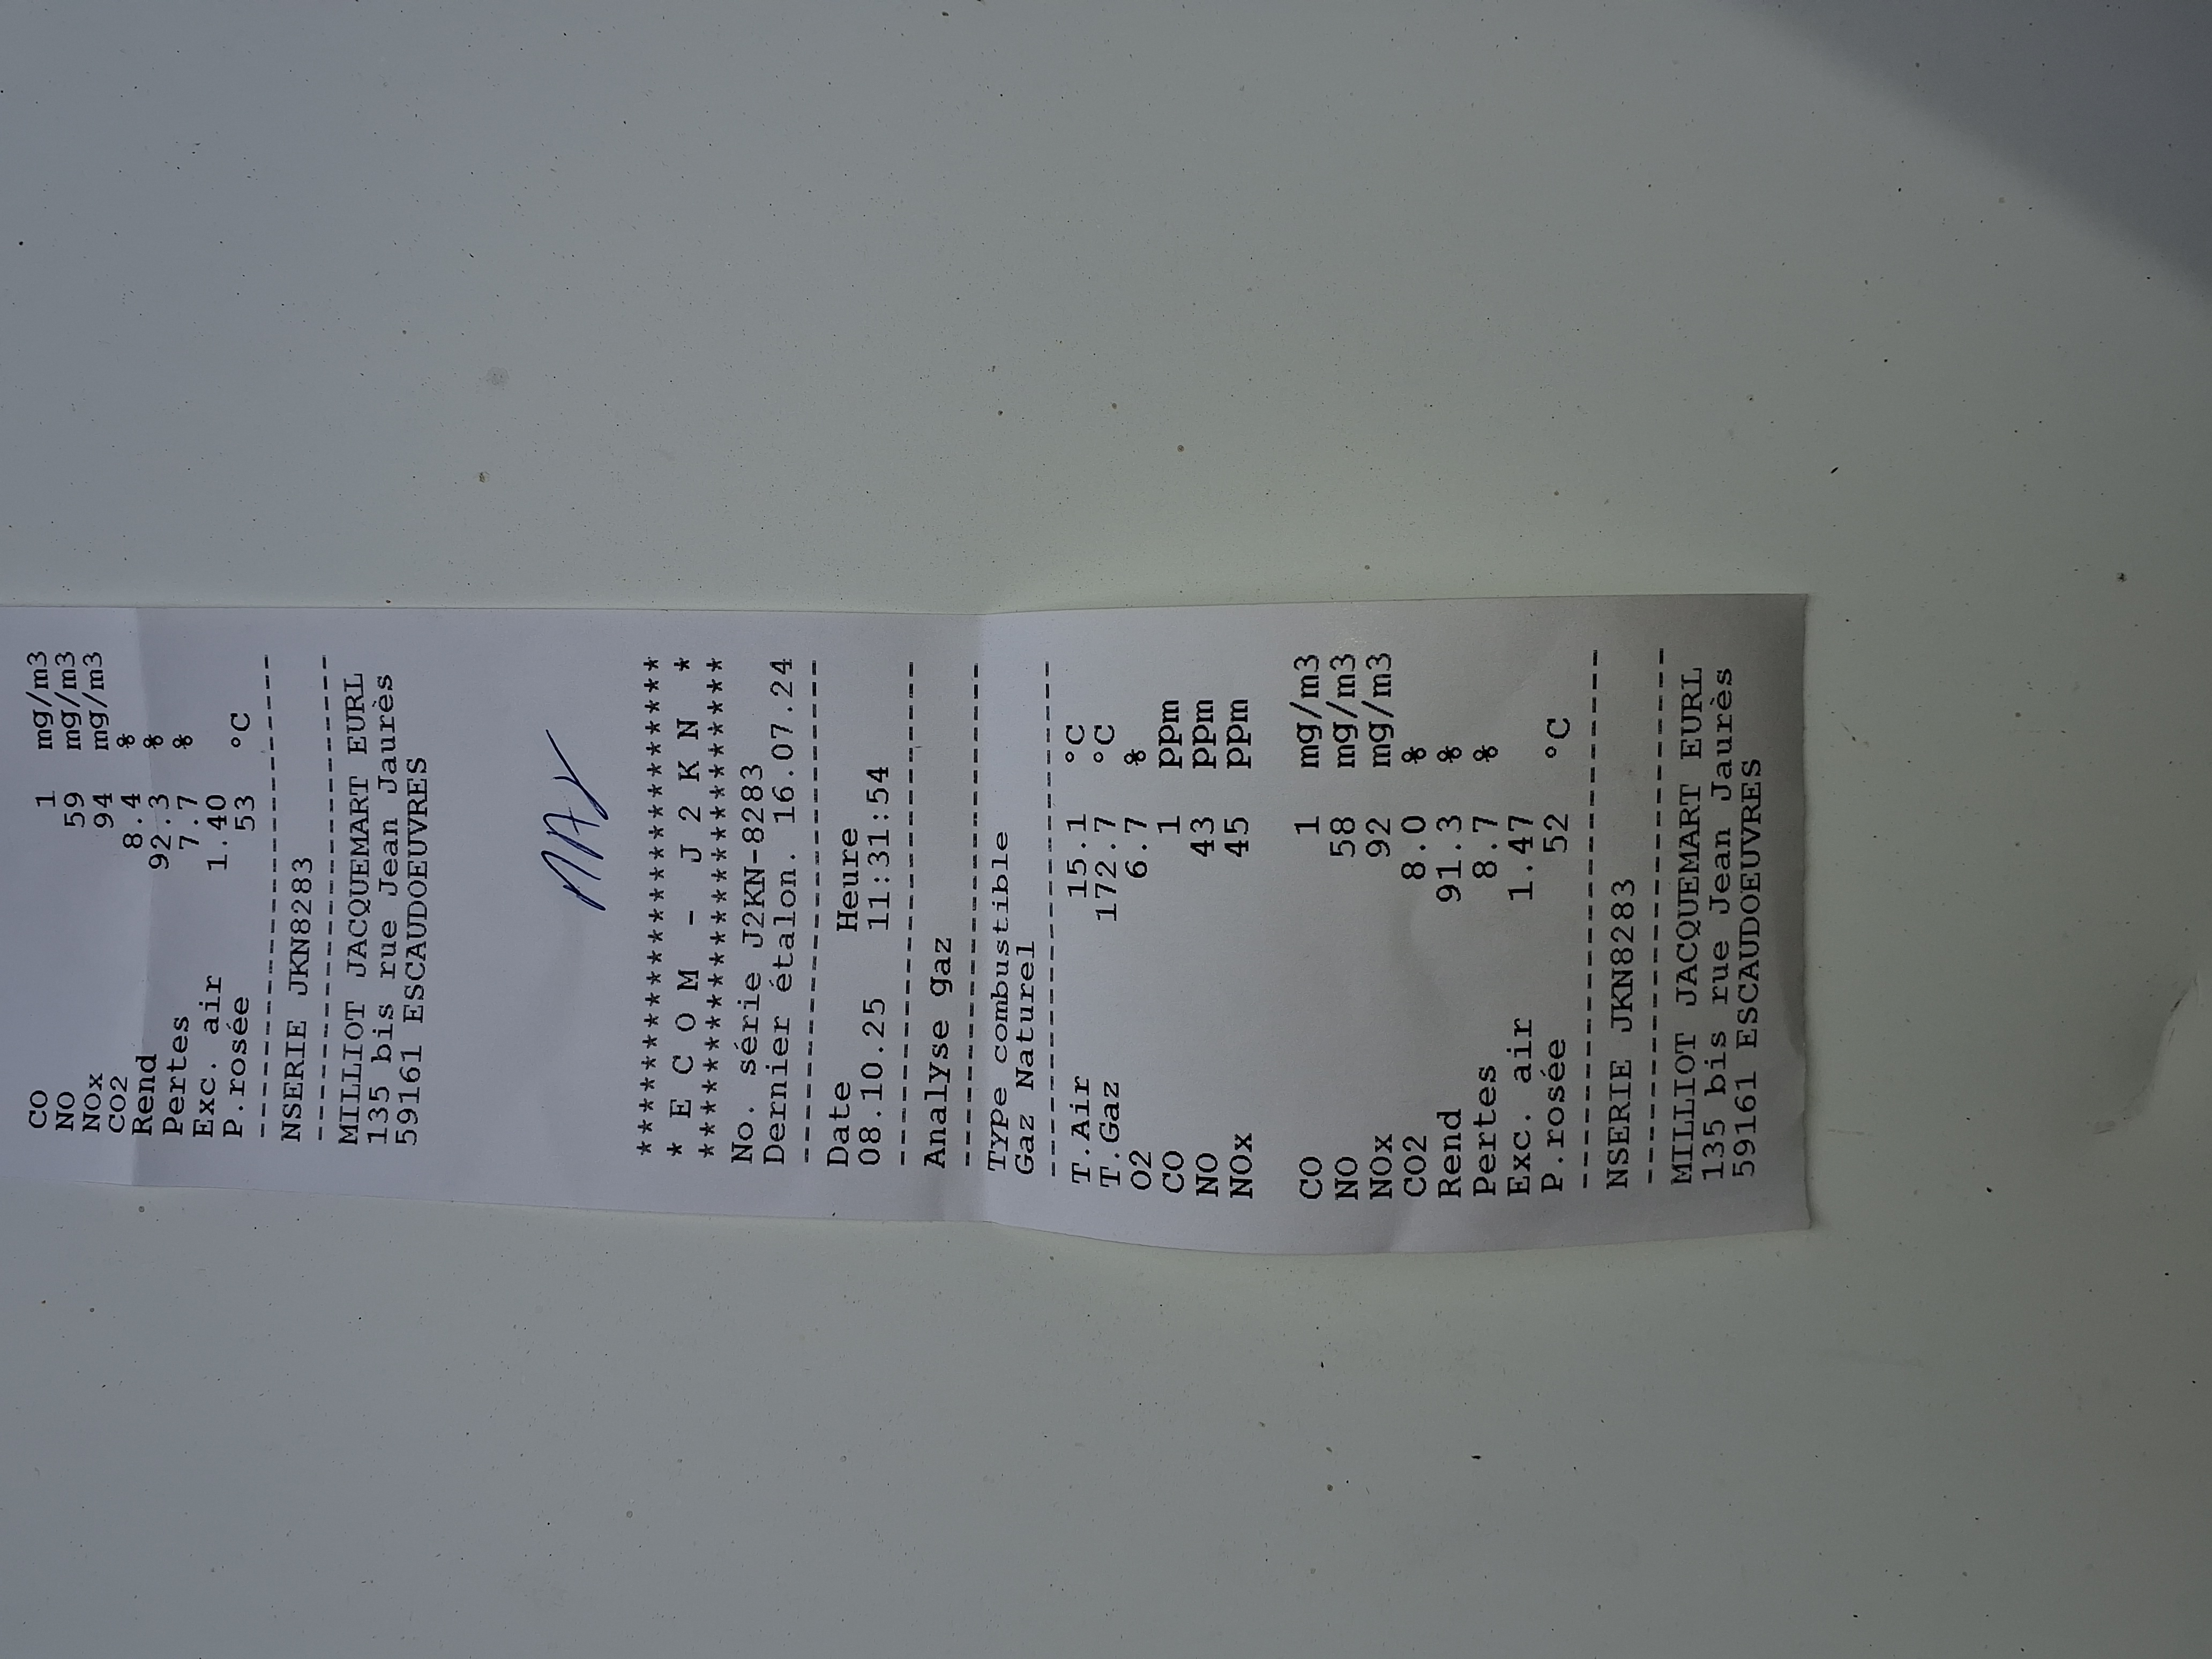 CO 1 mg/m3
NO 59 mg/m3
NOx 94 mg/m3
CO2 8.4 %
Rend 92.3 %
Pertes 7.7 %
Exc. air 1.40
P.rosée 53 °C
------------------------
NSERIE JKN8283
------------------------
MILLIOT JACQUEMART EURL
135 bis rue Jean Jaurès
59161 ESCAUDOEUVRES
************************
* E C O M - J 2 K N *
************************
No. série J2KN-8283
Dernier étalon. 16.07.24
------------------------
Date Heure
08.10.25 11:31:54
------------------------
Analyse gaz
------------------------
Type combustible
Gaz Naturel
------------------------
T.Air 15.1 °C
T.Gaz 172.7 °C
O2 6.7 %
CO 1 ppm
NO 43 ppm
NOx 45 ppm
CO 1 mg/m3
NO 58 mg/m3
NOx 92 mg/m3
CO2 8.0 %
Rend 91.3 %
Pertes 8.7 %
Exc. air 1.47
P.rosée 52 °C
------------------------
NSERIE JKN8283
------------------------
MILLIOT JACQUEMART EURL
135 bis rue Jean Jaurès
59161 ESCAUDOEUVRES